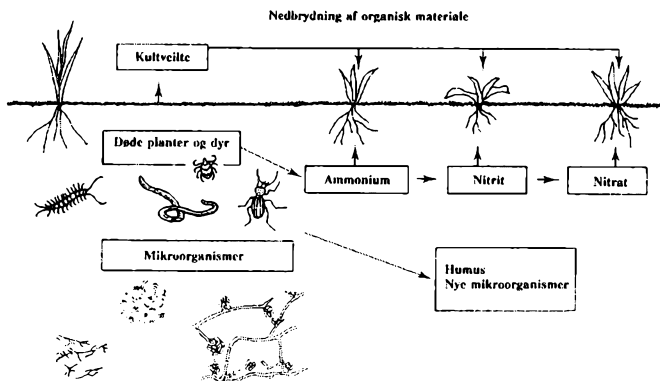 Nedbrydning af organisk materiale
Kultveilte
Døde planter og dyr
Ammonium
Nitrit
Nitrat
Mikroorganismer
Humus
Nye mikroorganismer